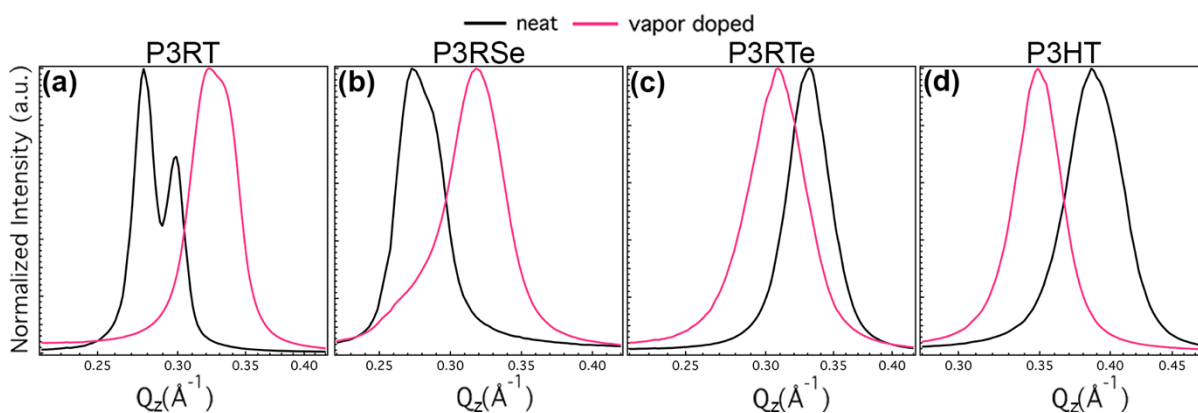 neat vapor doped
P3RT P3RSe P3RTe P3HT
(a) (b) (c) (d)
Normalized Intensity (a.u.)
0.25 0.30 0.35 0.40 0.25 0.30 0.35 0.40 0.25 0.30 0.35 0.40 0.30 0.35 0.40 0.45
Qz(Å-1) Qz(Å-1) Qz(Å-1) Qz(Å-1)